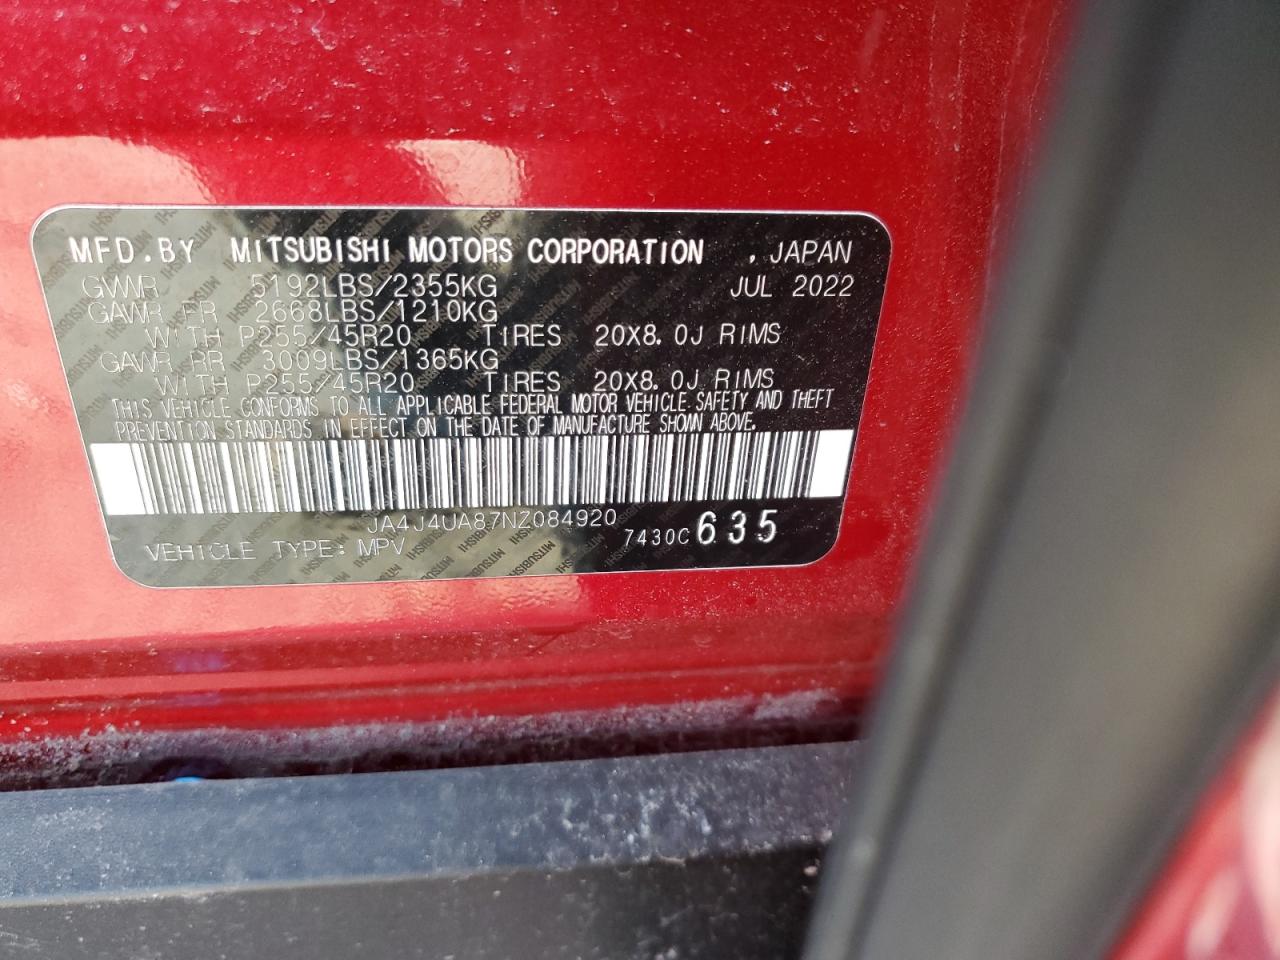 MFD.BY MITSUBISHI MOTORS CORPORATION , JAPAN
GVWR 5192LBS/2355KG JUL 2022
GAWR FR 2668LBS/1210KG
WITH P255/45R20 TIRES 20X8.0J RIMS
GAWR RR 3009LBS/1365KG
WITH P255/45R20 TIRES 20X8.0J RIMS
THIS VEHICLE CONFORMS TO ALL APPLICABLE FEDERAL MOTOR VEHICLE SAFETY AND THEFT
PREVENTION STANDARDS IN EFFECT ON THE DATE OF MANUFACTURE SHOWN ABOVE.
JA4J4UA87NZ084920
VEHICLE TYPE: MPV 7430C 635